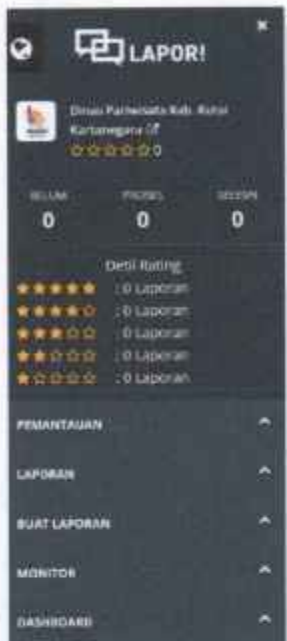 LAPOR!
Dinas Pariwisata Kab. Kutai
Kartanegara
0
BELUM PROSES SELESAI
0 0 0
Detil Rating
: 0 Laporan
: 0 Laporan
: 0 Laporan
: 0 Laporan
: 0 Laporan
PEMANTAUAN
LAPORAN
BUAT LAPORAN
MONITOR
DASHBOARD